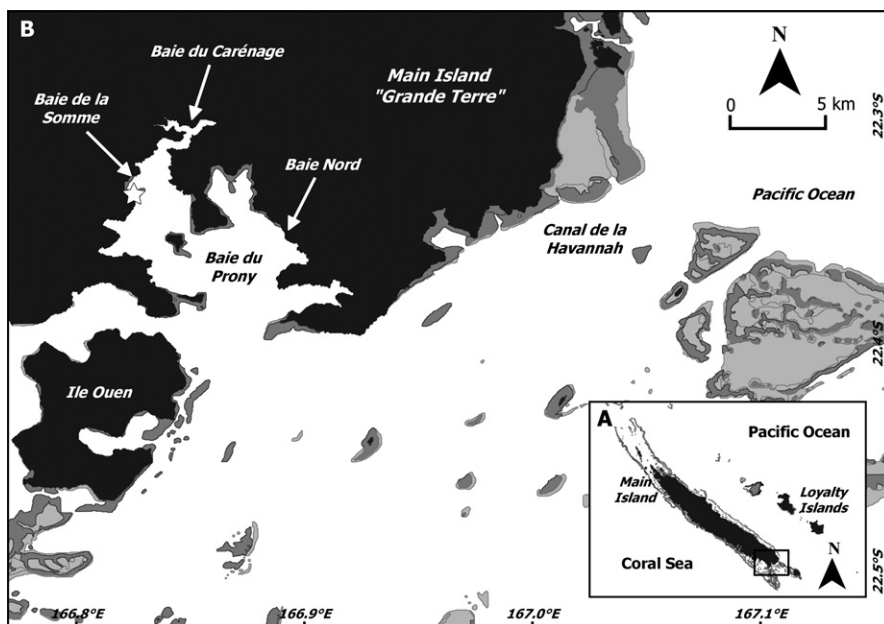 B
Baie du Carénage
Main Island
"Grande Terre"
Baie de la
Somme
Baie Nord
N
0 5 km
22.3°S
Pacific Ocean
Canal de la
Havannah
Baie du
Prony
22.4°S
Ile Ouen
A
Pacific Ocean
Main
Island
Loyalty
Islands
Coral Sea
N
22.5°S
166.8°E
166.9°E
167.0°E
167.1°E